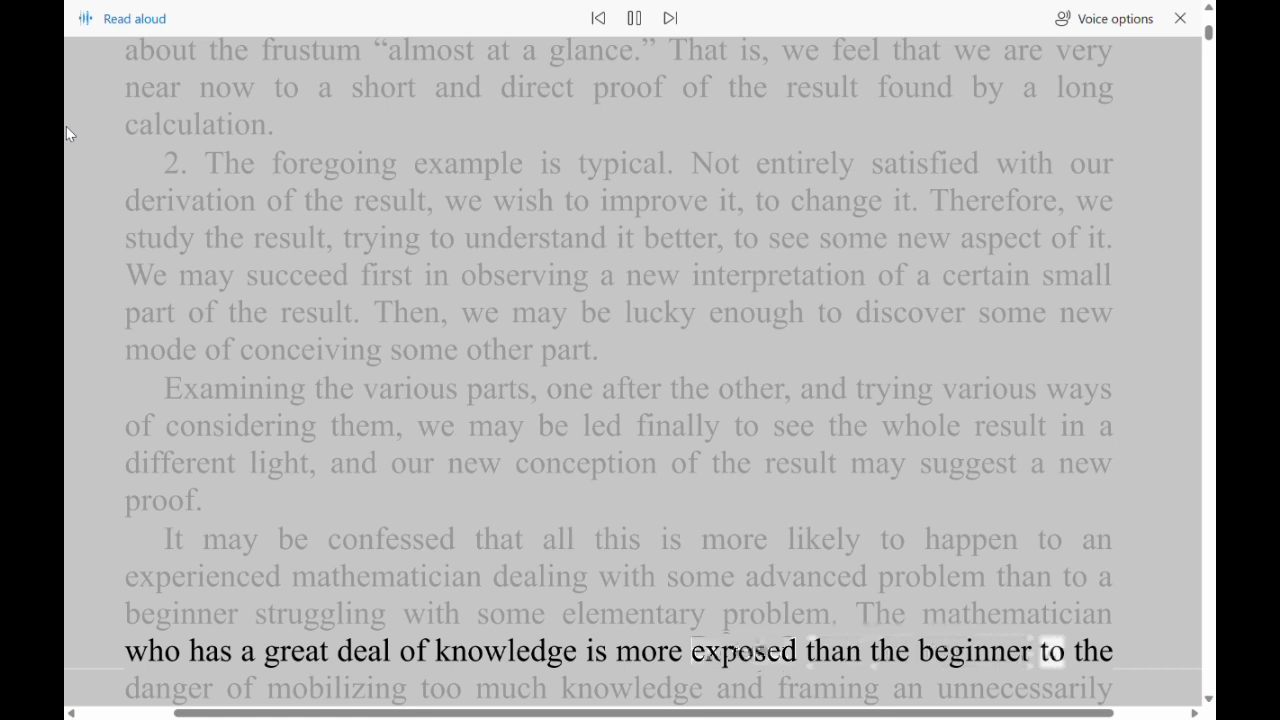 Read aloud
Voice options
about the frustum “almost at a glance.” That is, we feel that we are very
near now to a short and direct proof of the result found by a long
calculation.
2. The foregoing example is typical. Not entirely satisfied with our
derivation of the result, we wish to improve it, to change it. Therefore, we
study the result, trying to understand it better, to see some new aspect of it.
We may succeed first in observing a new interpretation of a certain small
part of the result. Then, we may be lucky enough to discover some new
mode of conceiving some other part.
Examining the various parts, one after the other, and trying various ways
of considering them, we may be led finally to see the whole result in a
different light, and our new conception of the result may suggest a new
proof.
It may be confessed that all this is more likely to happen to an
experienced mathematician dealing with some advanced problem than to a
beginner struggling with some elementary problem. The mathematician
who has a great deal of knowledge is more exposed than the beginner to the
danger of mobilizing too much knowledge and framing an unnecessarily